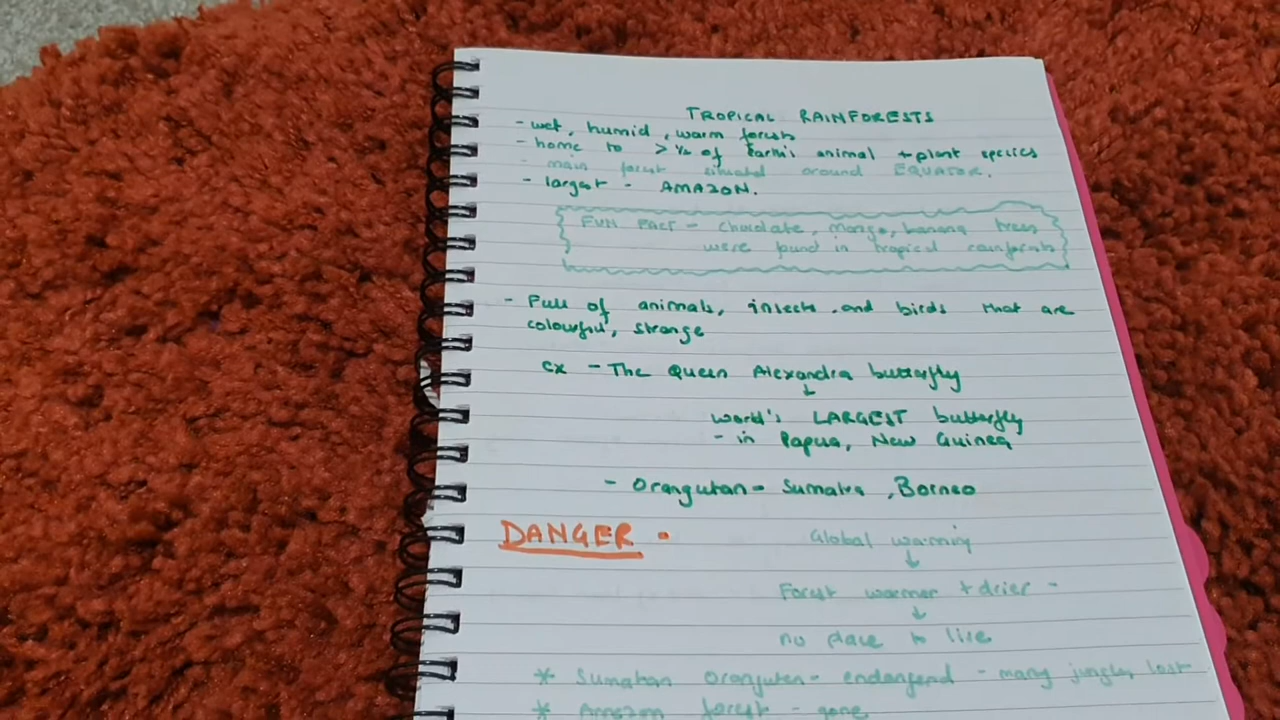 TROPICAL RAINFORESTS
- wet, humid, warm forests
- home to > ½ of Earth's animal + plant species
- main forest situated around EQUATOR.
- largest - AMAZON.
FUN FACT - chocolate, mango, banana trees
were found in tropical rainforests
- Full of animals, insects and birds that are
colourful, strange
ex - The Queen Alexandra butterfly
↓
world's LARGEST butterfly
- in Papua, New Guinea
- Orangutan - Sumatra, Borneo
DANGER -
Global warming
↓
Forest warmer + drier -
↓
no place to live
* Sumatran Orangutan - endangered - many jungles lost
* Amazon forest - gone